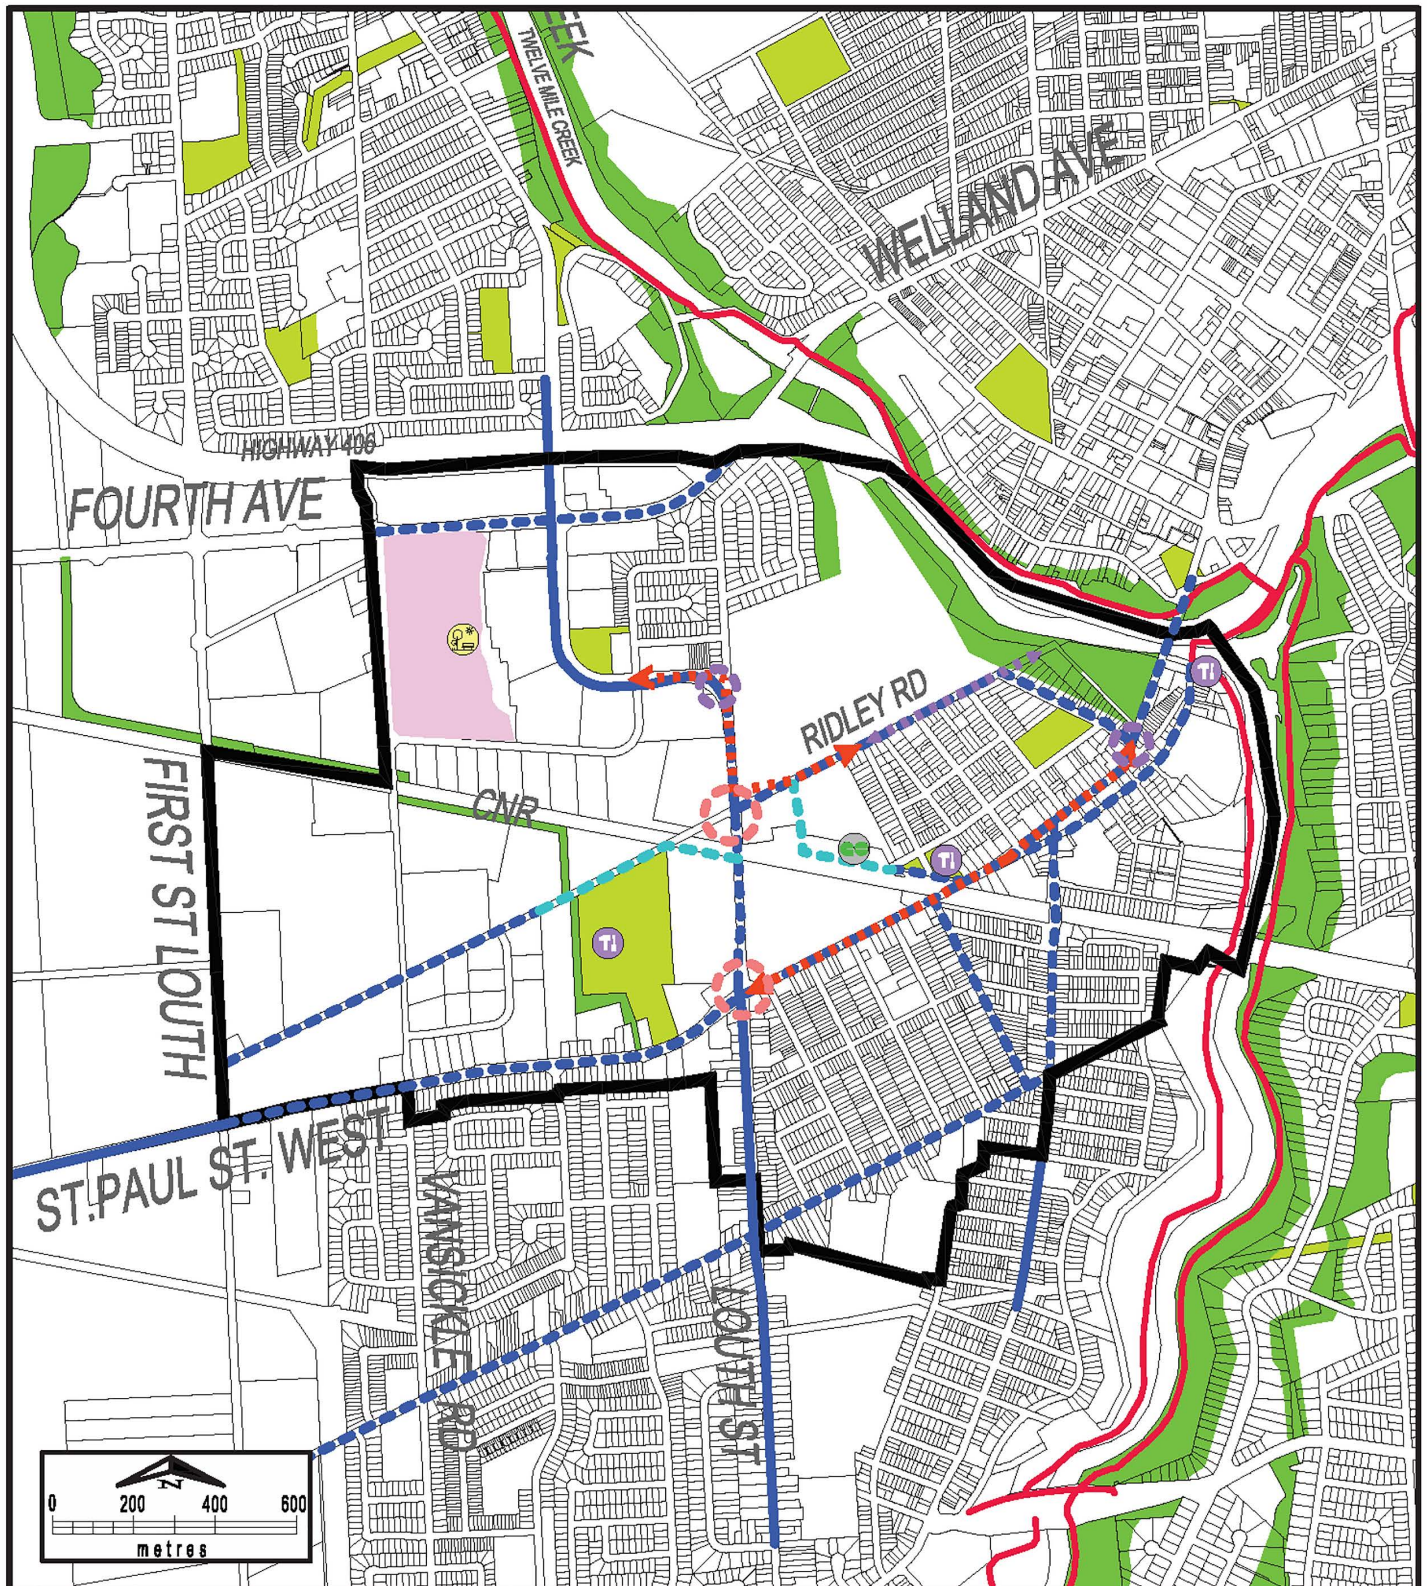 EEK
TWELVE MILE CREEK
WELLAND AVE
HIGHWAY 406
FOURTH AVE
RIDLEY RD
CNR
FIRST ST LOUTH
ST.PAUL ST. WEST
VANSICKLE RD
LOUTH ST
N
0 200 400 600
metres